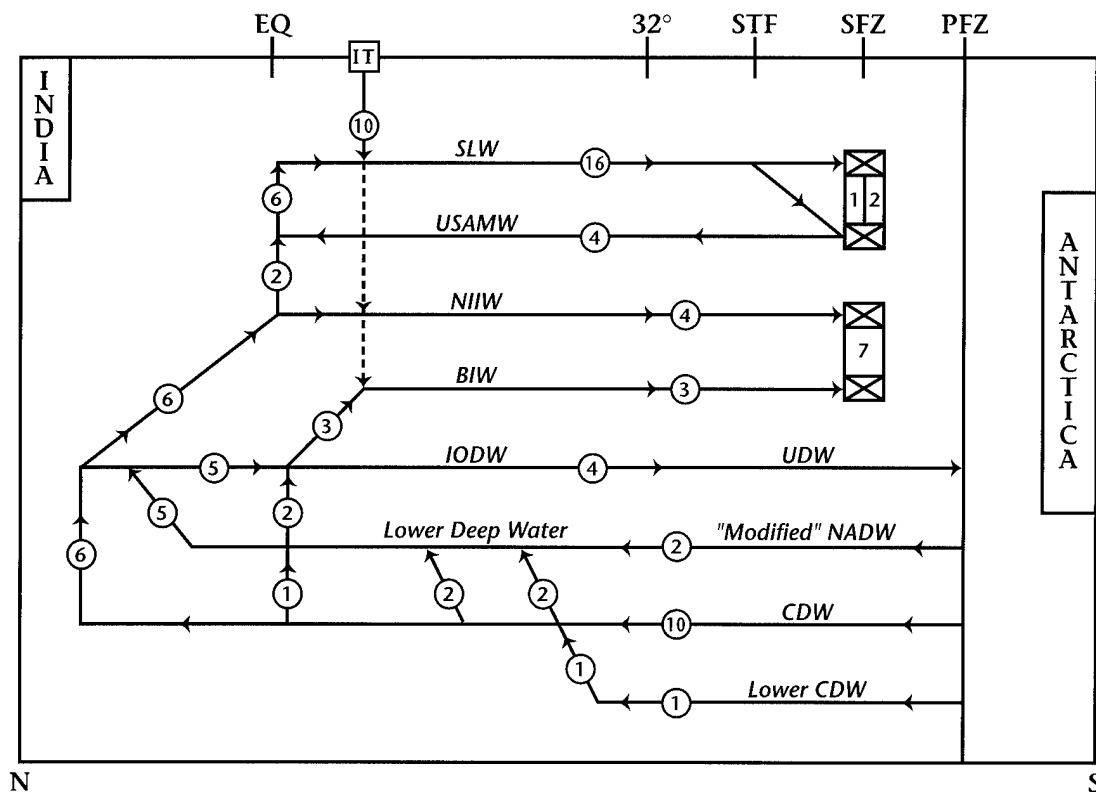 EQ 32° STF SFZ PFZ
IT
INDIA
10
SLW 16
1 2
6
USAMW 4
ANTARCTICA
2
NIIW 4
7
6
BIW 3
3
5 IODW 4 UDW
5 2
Lower Deep Water "Modified" NADW
6 2
1 2 2
10 CDW
1
1 Lower CDW
N S